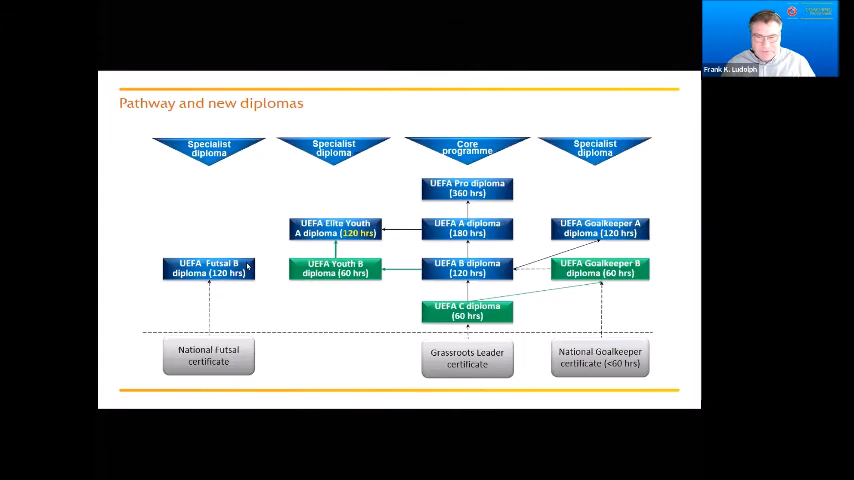 Frank K. Ludolph
Pathway and new diplomas
Specialist
diploma
Specialist
diploma
Core
programme
Specialist
diploma
UEFA Pro diploma
(360 hrs)
UEFA Elite Youth
A diploma (120 hrs)
UEFA A diploma
(180 hrs)
UEFA Goalkeeper A
diploma (120 hrs)
UEFA Futsal B
diploma (120 hrs)
UEFA Youth B
diploma (60 hrs)
UEFA B diploma
(120 hrs)
UEFA Goalkeeper B
diploma (60 hrs)
UEFA C diploma
(60 hrs)
National Futsal
certificate
Grassroots Leader
certificate
National Goalkeeper
certificate (<60 hrs)